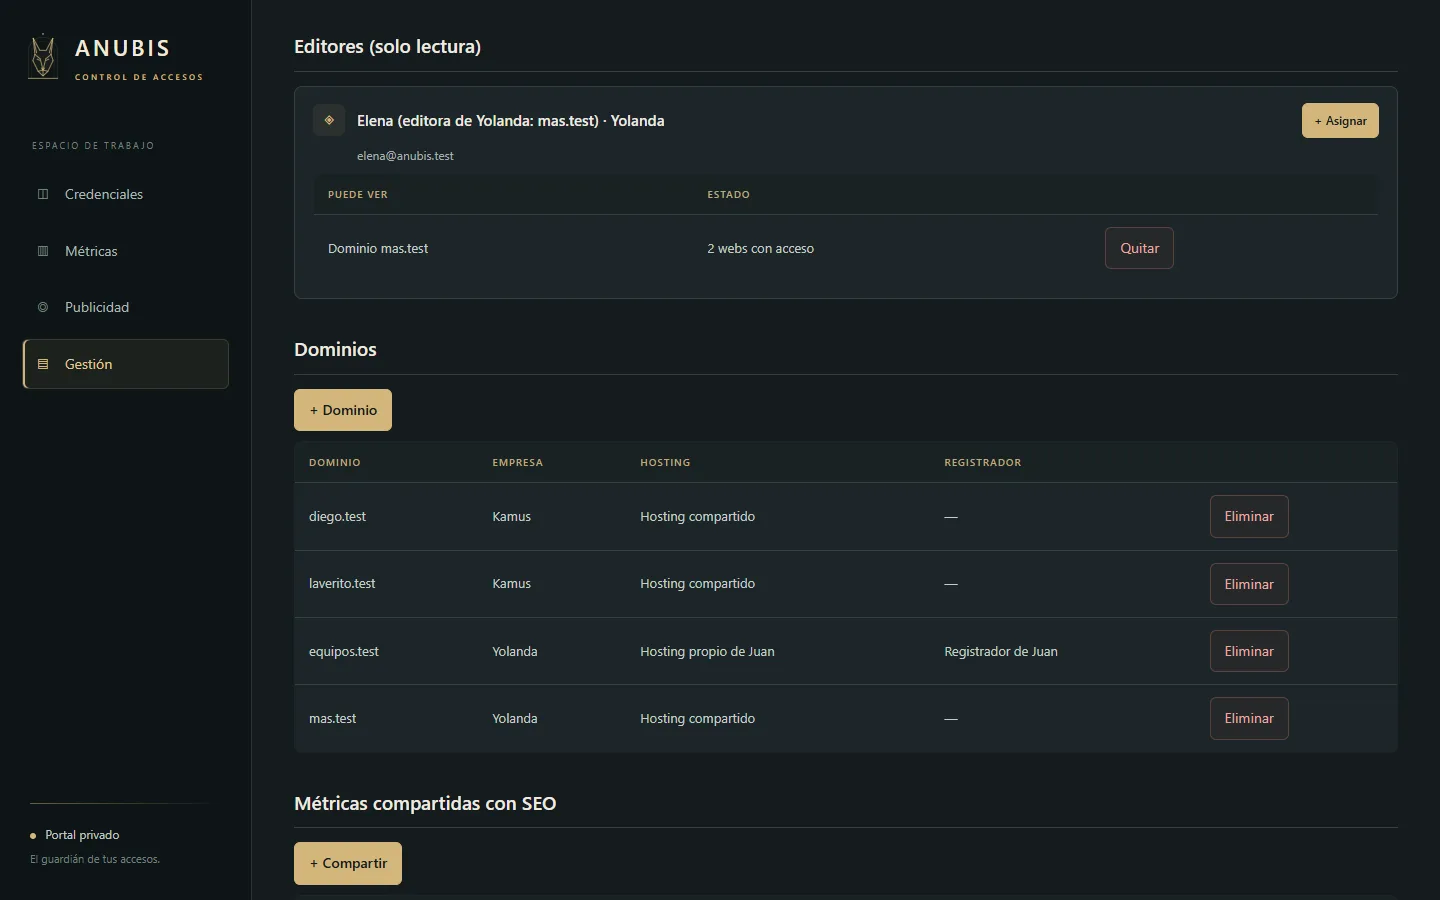 ANUBIS
CONTROL DE ACCESOS
ESPACIO DE TRABAJO
Credenciales
Métricas
Publicidad
Gestión
Portal privado
El guardián de tus accesos.
Editores (solo lectura)
Elena (editora de Yolanda: mas.test) · Yolanda
+ Asignar
elena@anubis.test
PUEDE VER ESTADO
Dominio mas.test 2 webs con acceso Quitar
Dominios
+ Dominio
DOMINIO EMPRESA HOSTING REGISTRADOR
diego.test Kamus Hosting compartido — Eliminar
laverito.test Kamus Hosting compartido — Eliminar
equipos.test Yolanda Hosting propio de Juan Registrador de Juan Eliminar
mas.test Yolanda Hosting compartido — Eliminar
Métricas compartidas con SEO
+ Compartir